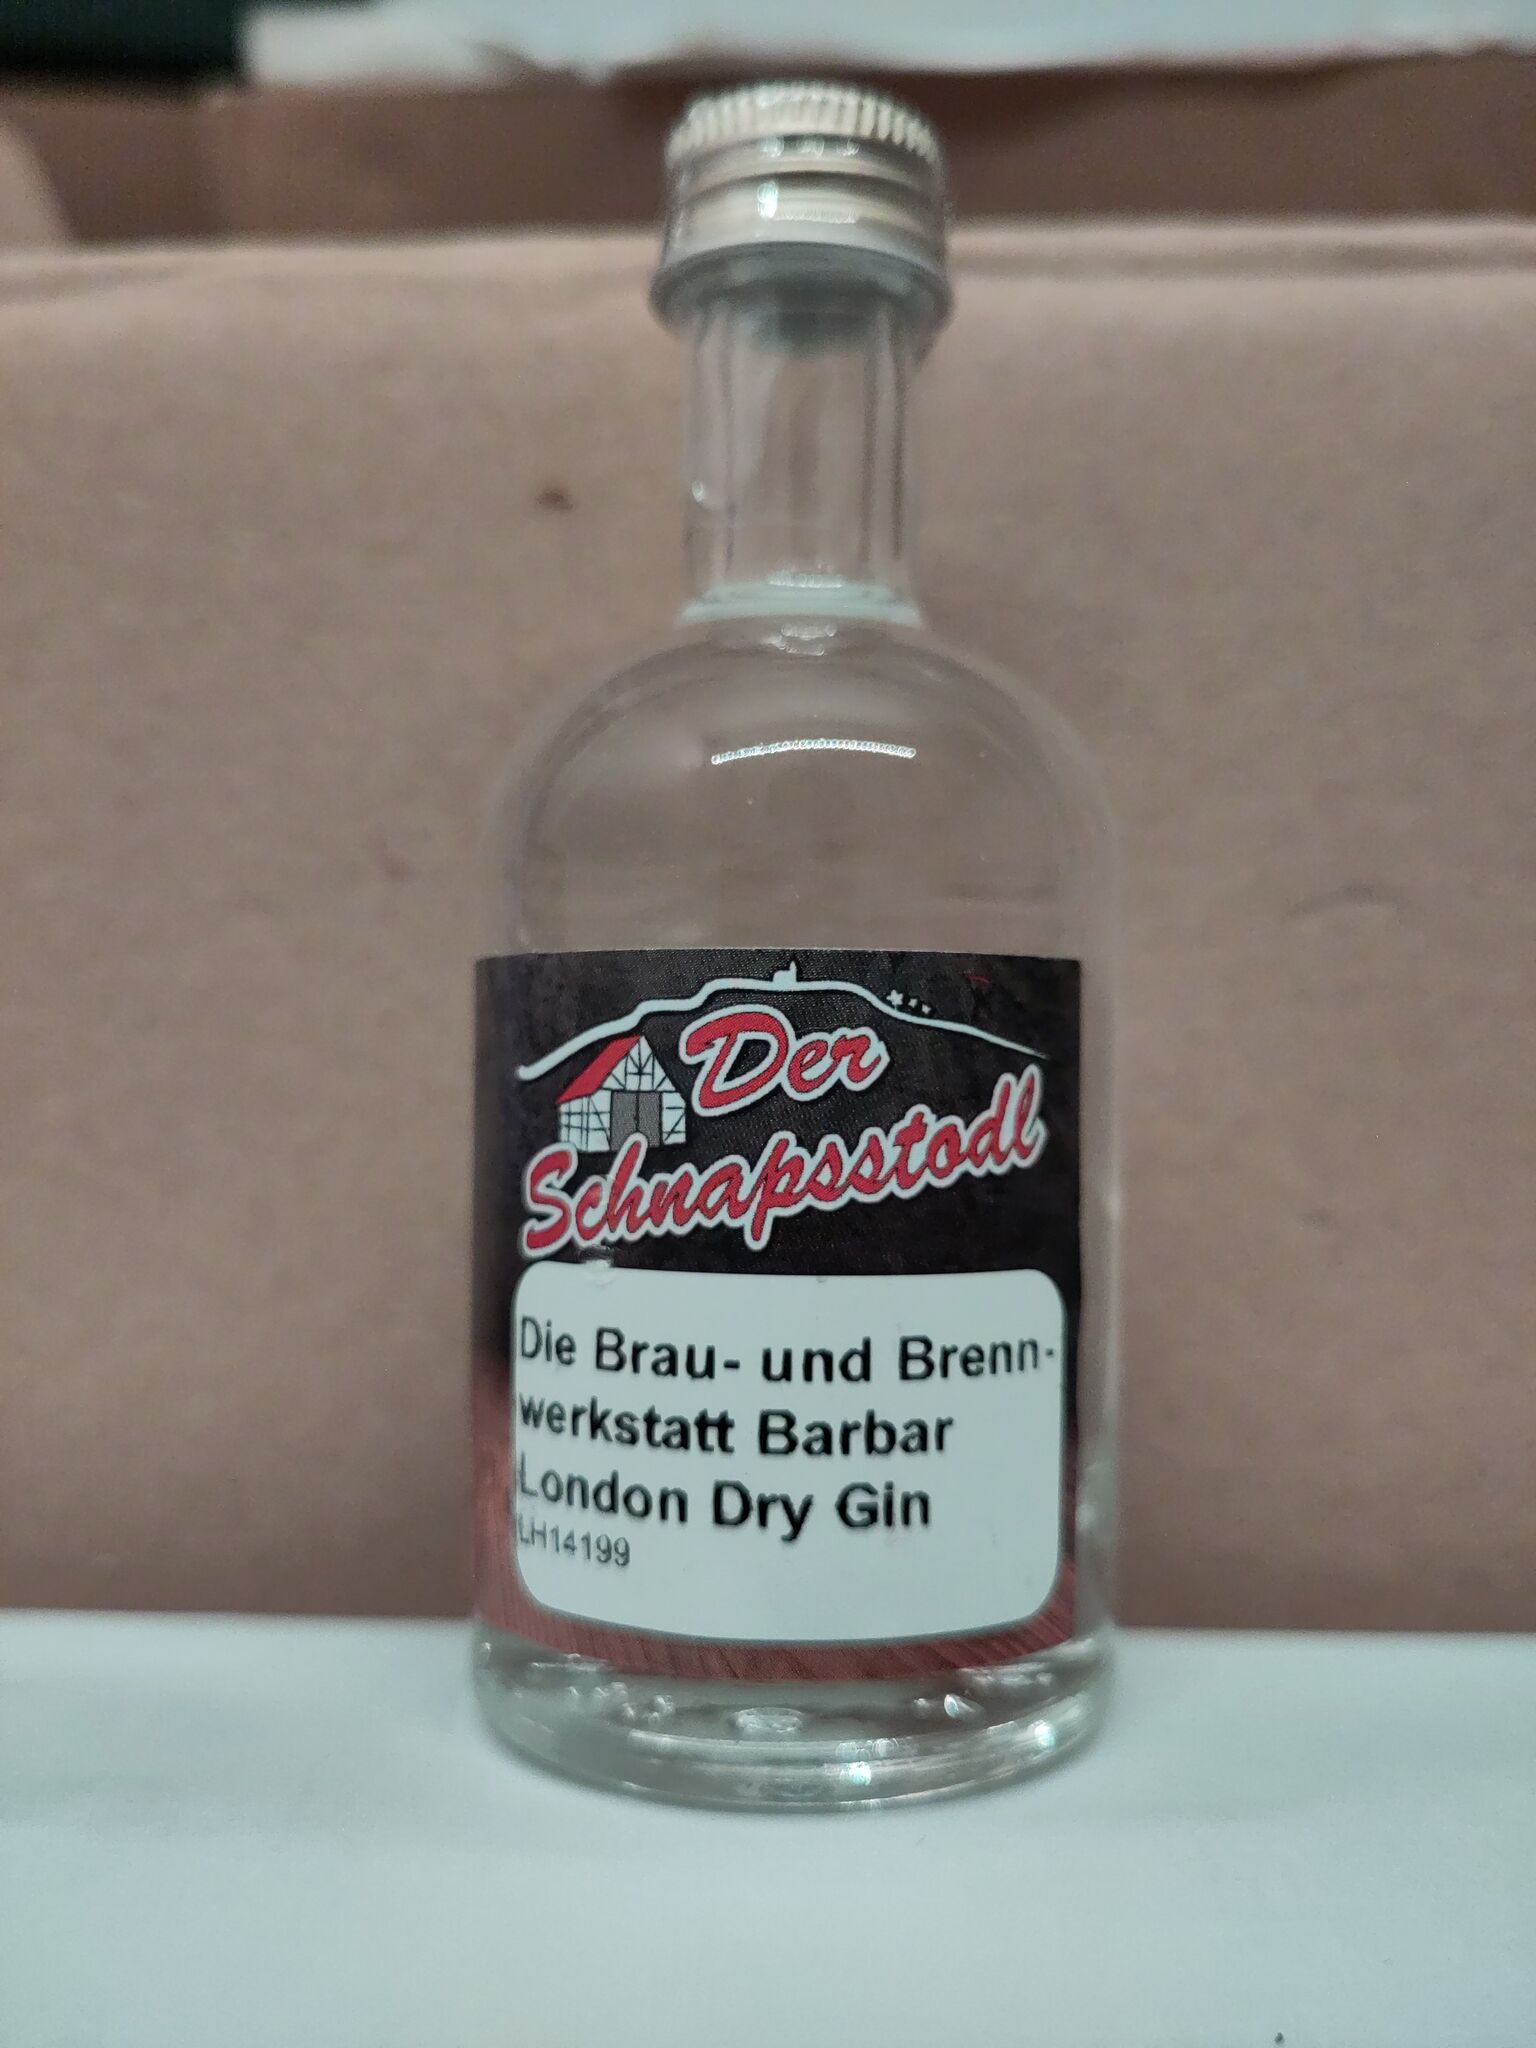 Der
Schnapsstodl
Die Brau- und Brenn-
werkstatt Barbar
London Dry Gin
LH14199